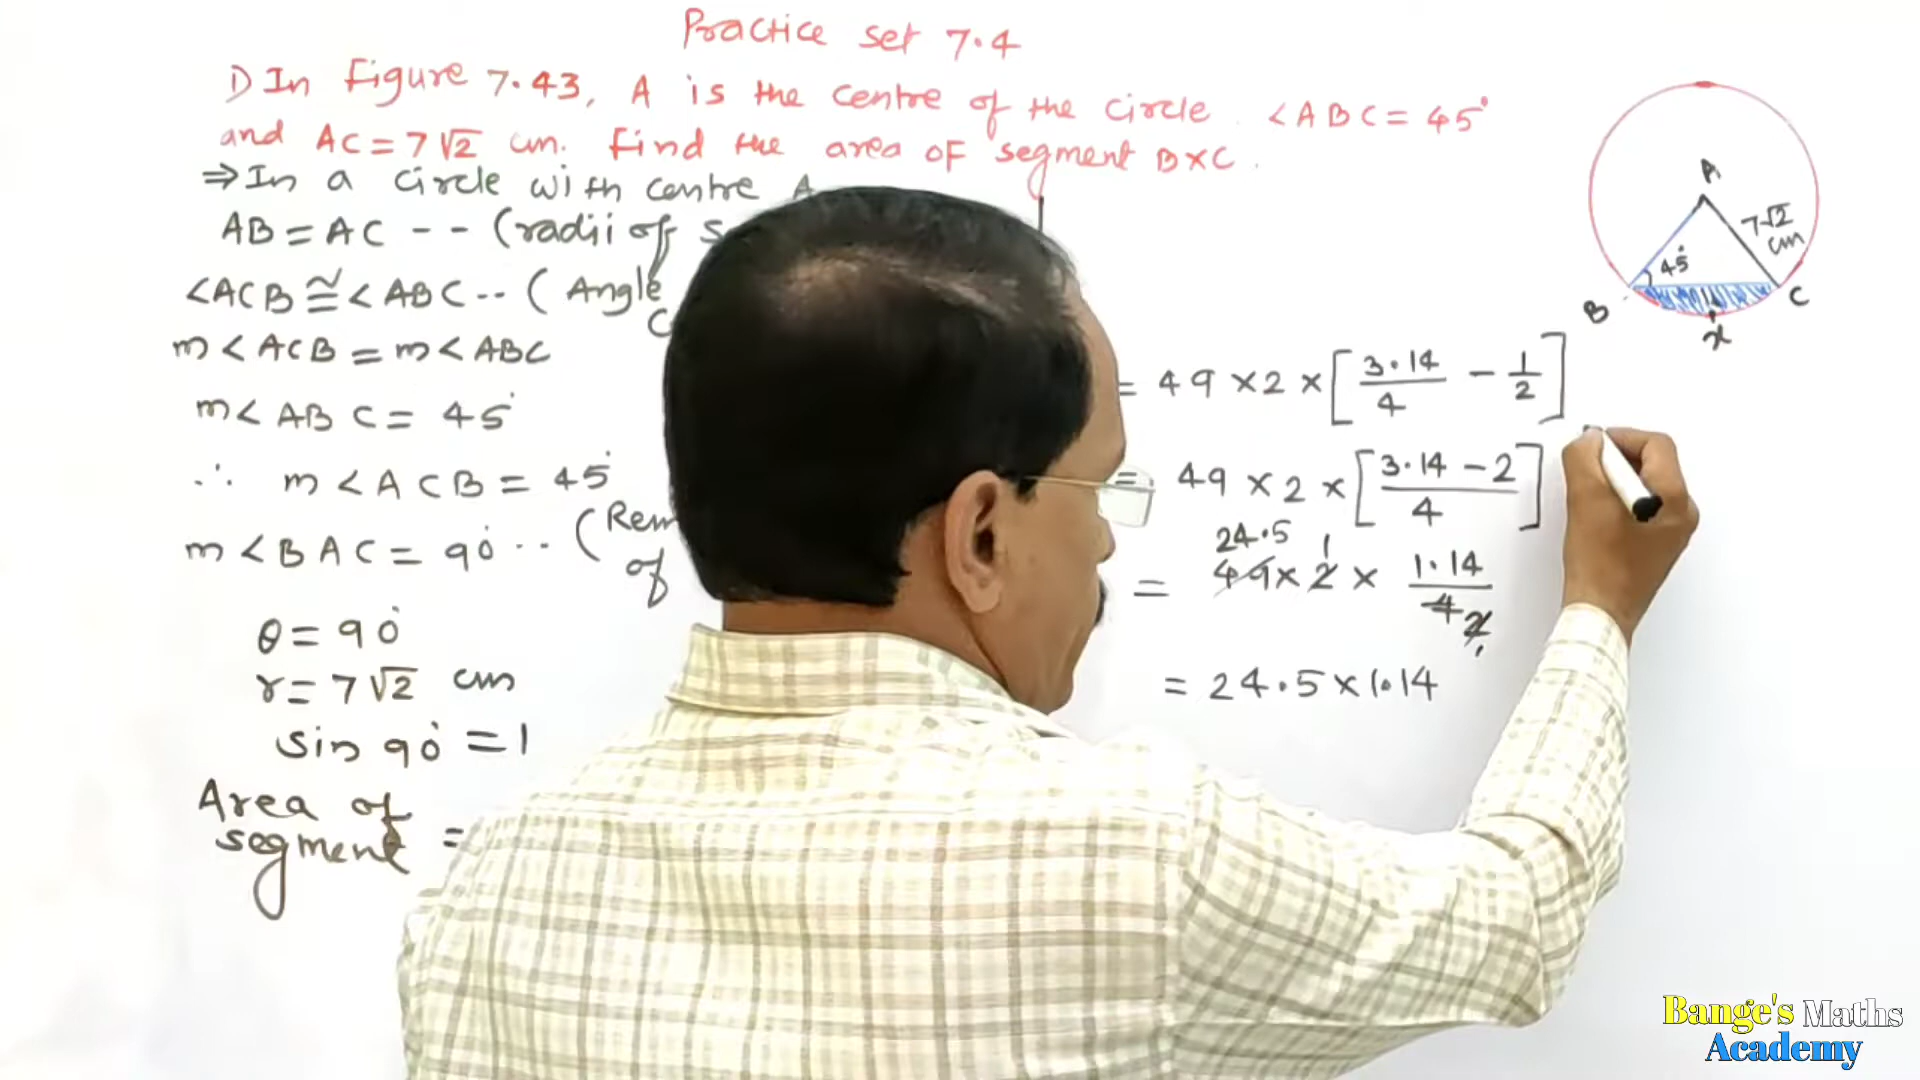 Practice set 7.4
1) In Figure 7.43, A is the centre of the circle. <ABC = 45°
and AC = 7√2 cm. Find the area of segment BXC.
⇒ In a circle with centre A
AB = AC -- (radii of s
<ACB ≅ <ABC -- ( Angle
m<ACB = m<ABC
m<ABC = 45°
∴ m<ACB = 45°
m<BAC = 90° -- (Rem
of
θ = 90°
r = 7√2 cm
sin 90° = 1
Area of
segment =
= 49 × 2 × [3.14/4 - 1/2]
= 49 × 2 × [3.14 - 2/4]
24.5 1
= 49 × 2 × 1.14/4 2
1
= 24.5 × 1.14
A
7√2
cm
45°
B
C
x
Bange's Maths
Academy